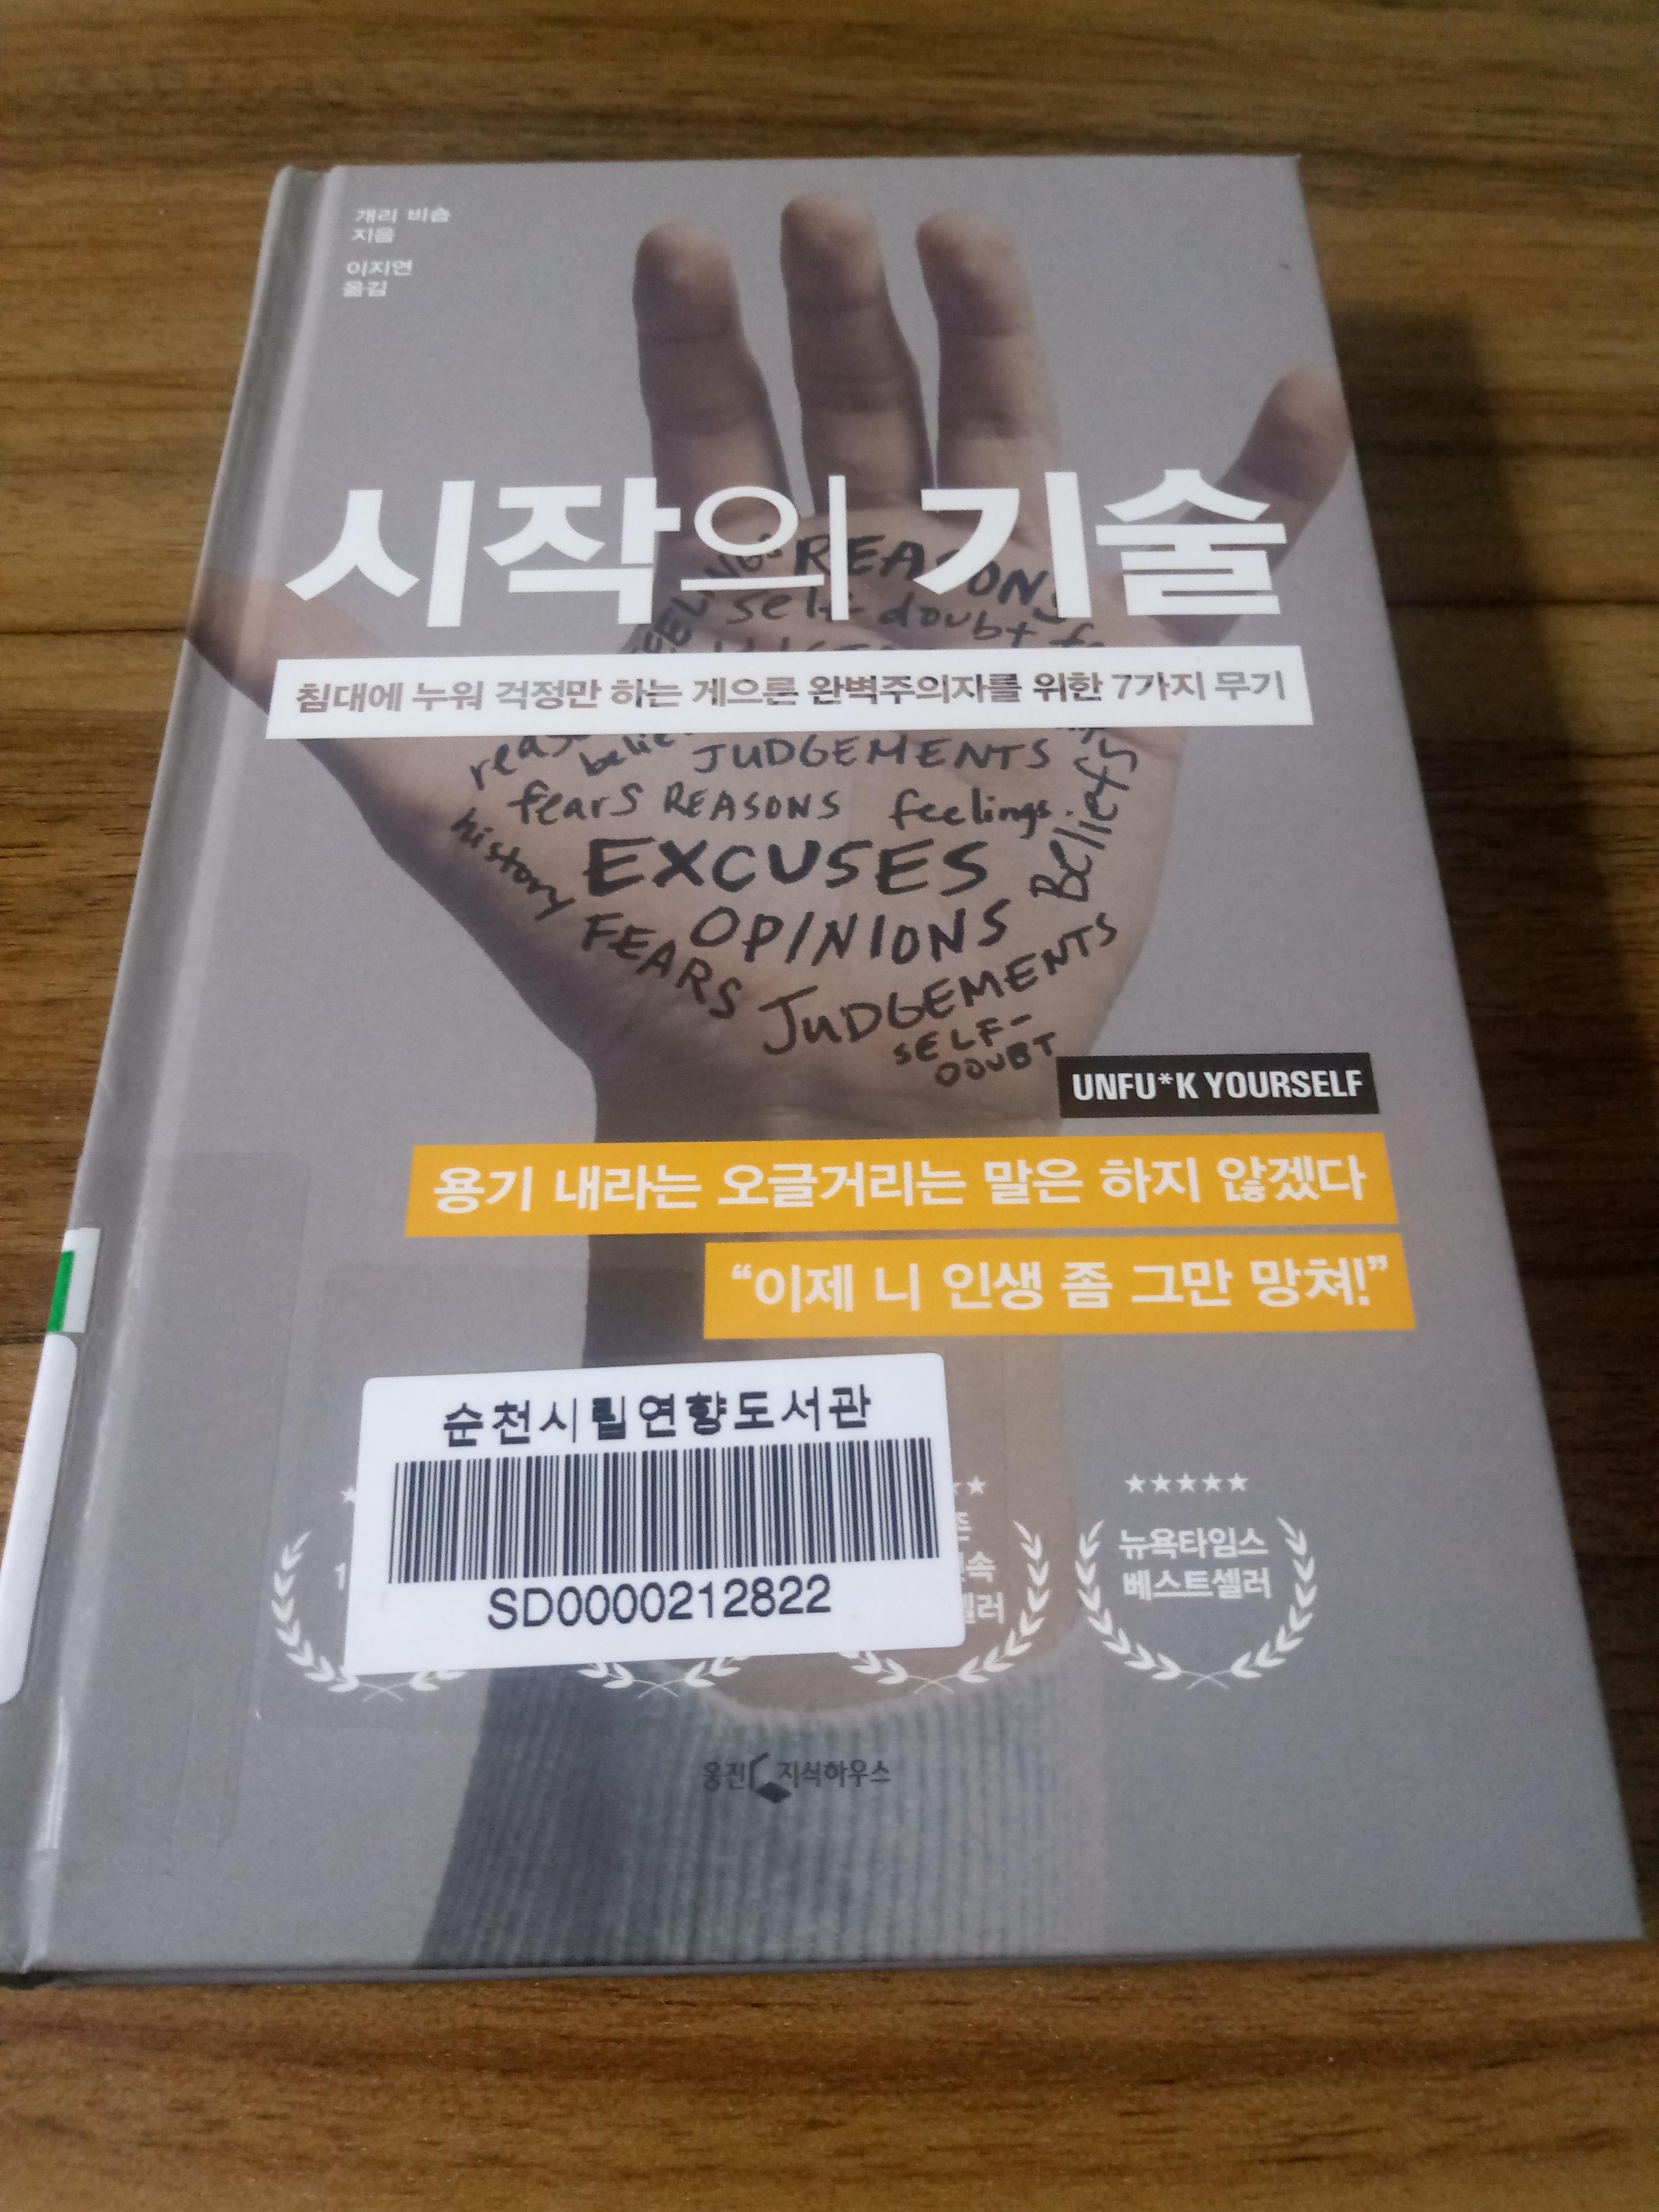 개리 비숍
지음
이지연
옮김
시작의 기술
FEELINGS REASONS
self-doubt
침대에 누워 걱정만 하는 게으른 완벽주의자를 위한 7가지 무기
JUDGEMENTS
fears REASONS feelings
Beliefs
history
EXCUSES
FEARS
OPINIONS
JUDGEMENTS
SELF-
DOUBT
UNFU*K YOURSELF
용기 내라는 오글거리는 말은 하지 않겠다
“이제 니 인생 좀 그만 망쳐!”
순천시립연향도서관
SD0000212822
★★★★★
뉴욕타임스
베스트셀러
웅진 지식하우스